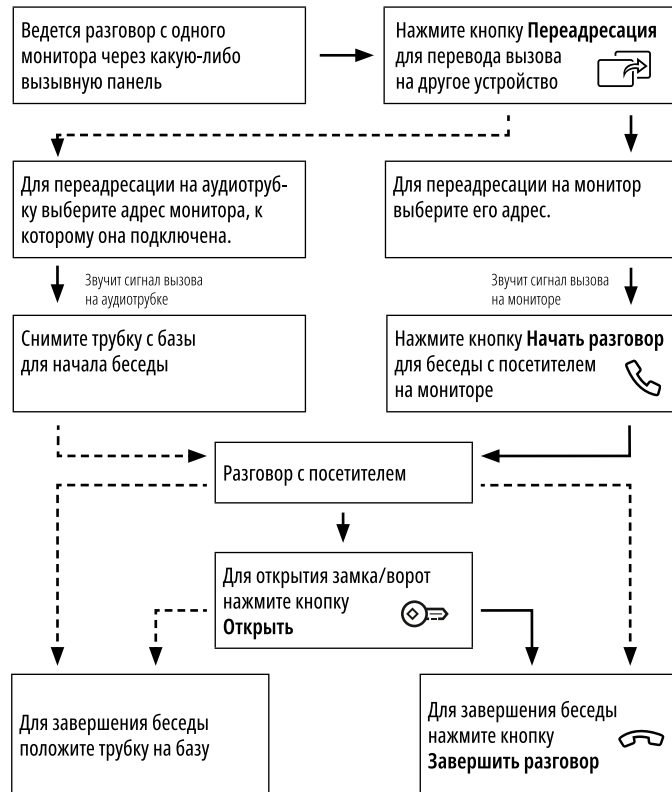 Ведется разговор с одного
монитора через какую-либо
вызывную панель
Нажмите кнопку Переадресация
для перевода вызова
на другое устройство
Для переадресации на аудиотруб-
ку выберите адрес монитора, к
которому она подключена.
Для переадресации на монитор
выберите его адрес.
Звучит сигнал вызова
на аудиотрубке
Звучит сигнал вызова
на мониторе
Снимите трубку с базы
для начала беседы
Нажмите кнопку Начать разговор
для беседы с посетителем
на мониторе
Разговор с посетителем
Для открытия замка/ворот
нажмите кнопку
Открыть
Для завершения беседы
положите трубку на базу
Для завершения беседы
нажмите кнопку
Завершить разговор